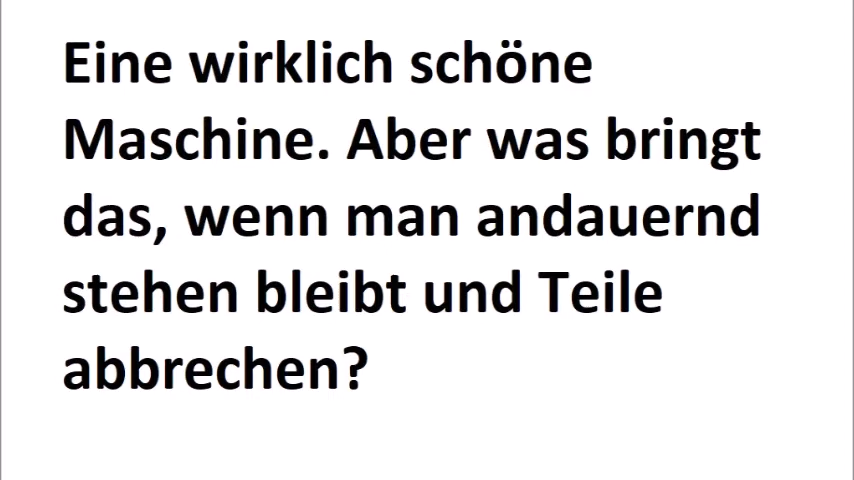 Eine wirklich schöne
Maschine. Aber was bringt
das, wenn man andauernd
stehen bleibt und Teile
abbrechen?